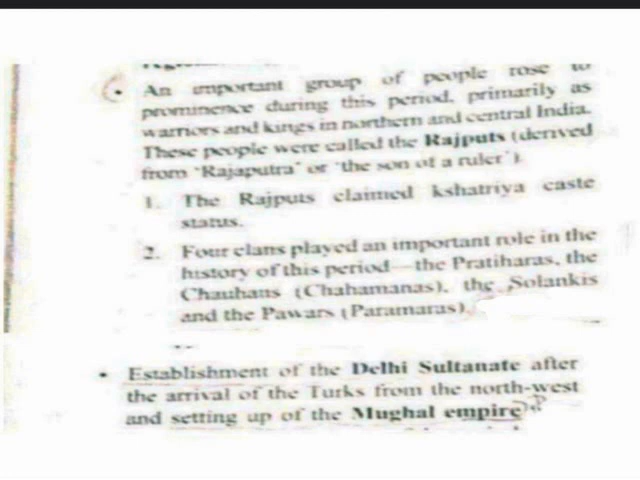 • An important group of people rose to
prominence during this period, primarily as
warriors and kings in northern and central India.
These people were called the Rajputs (derived
from 'Rajaputra' or 'the son of a ruler').
1. The Rajputs claimed kshatriya caste
status.
2. Four clans played an important role in the
history of this period—the Pratiharas, the
Chauhans (Chahamanas), the Solankis
and the Pawars (Paramaras).
• Establishment of the Delhi Sultanate after
the arrival of the Turks from the north-west
and setting up of the Mughal empire